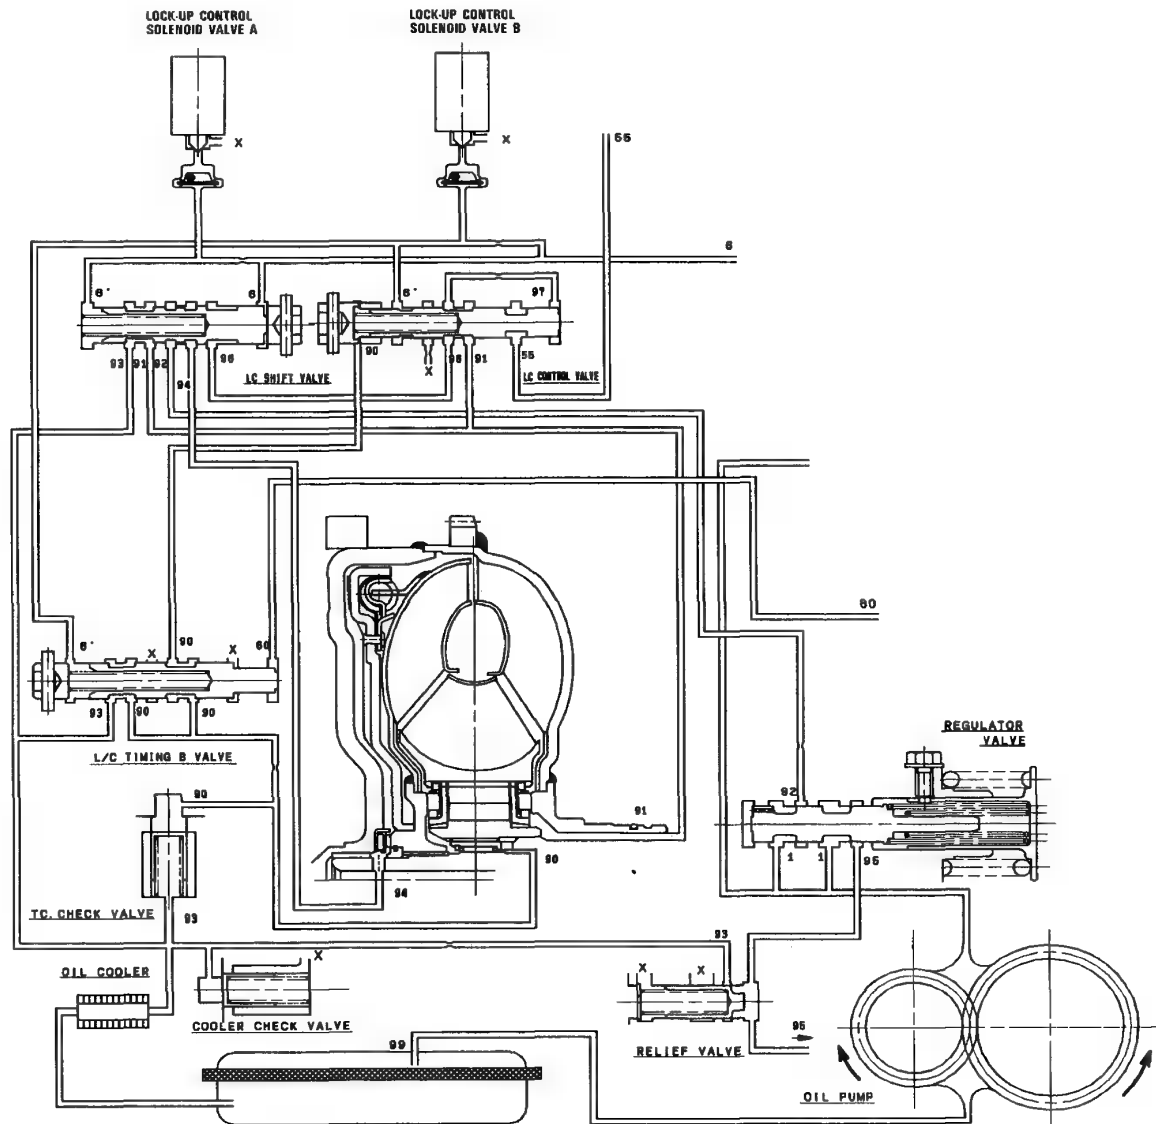 LOCK-UP CONTROL
SOLENOID VALVE A
LOCK-UP CONTROL
SOLENOID VALVE B
X
X
55
6
6'
6
6'
97
93
91
92
94
96
90
X
96
91
55
LC SHIFT VALVE
LC CONTROL VALVE
60
6'
90
X
X
60
93
90
90
L/C TIMING B VALVE
REGULATOR
VALVE
92
1
1
95
91
90
94
90
93
TC. CHECK VALVE
OIL COOLER
X
COOLER CHECK VALVE
93
X
X
RELIEF VALVE
95
99
OIL PUMP